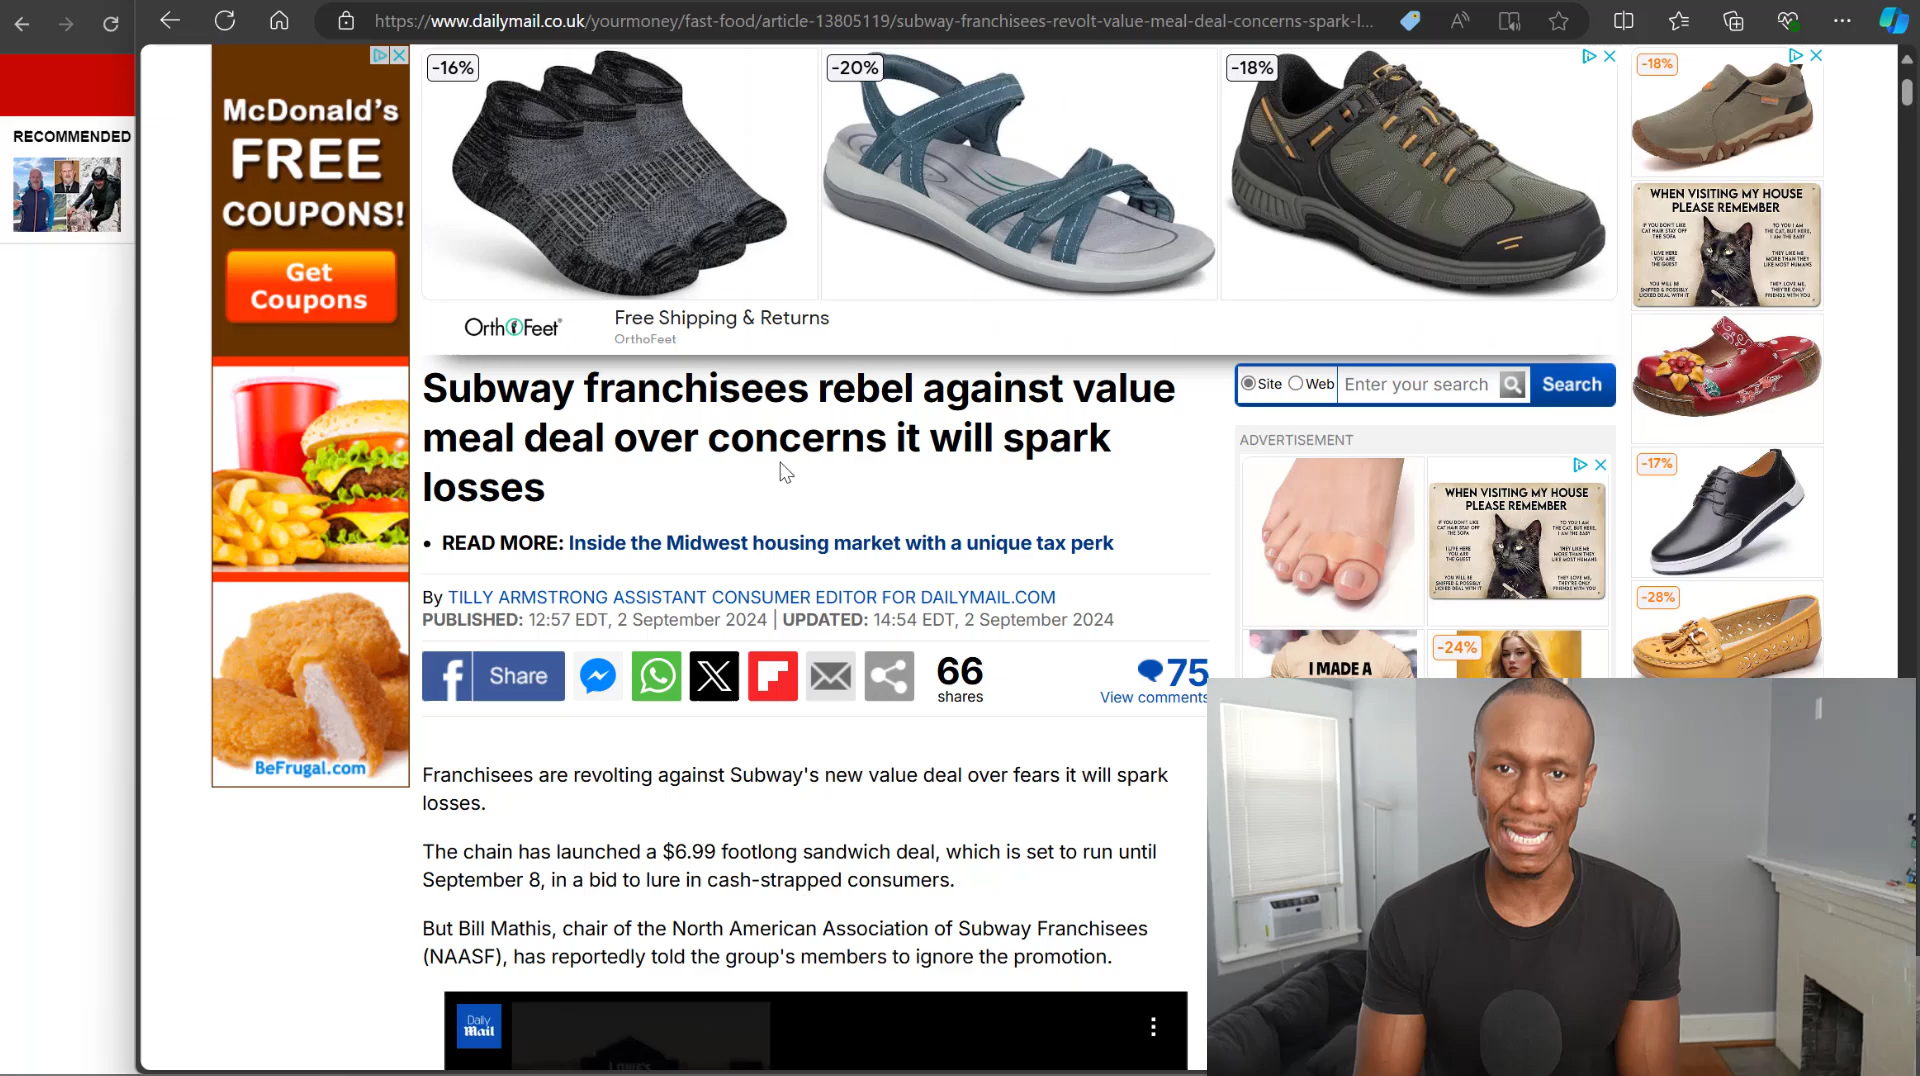 https://www.dailymail.co.uk/yourmoney/fast-food/article-13805119/subway-franchisees-revolt-value-meal-deal-concerns-spark-l...
RECOMMENDED
McDonald's
FREE
COUPONS!
Get
Coupons
BeFrugal.com
-16%
-20%
-18%
OrthoFeet
Free Shipping & Returns
OrthoFeet
Subway franchisees rebel against value
meal deal over concerns it will spark
losses
• READ MORE: Inside the Midwest housing market with a unique tax perk
By TILLY ARMSTRONG ASSISTANT CONSUMER EDITOR FOR DAILYMAIL.COM
PUBLISHED: 12:57 EDT, 2 September 2024 | UPDATED: 14:54 EDT, 2 September 2024
f Share
66
shares
75
View comments
Franchisees are revolting against Subway's new value deal over fears it will spark
losses.
The chain has launched a $6.99 footlong sandwich deal, which is set to run until
September 8, in a bid to lure in cash-strapped consumers.
But Bill Mathis, chair of the North American Association of Subway Franchisees
(NAASF), has reportedly told the group's members to ignore the promotion.
Daily
Mail
LOWE'S
Site Web Enter your search Search
ADVERTISEMENT
WHEN VISITING MY HOUSE
PLEASE REMEMBER
I MADE A
-24%
-18%
WHEN VISITING MY HOUSE
PLEASE REMEMBER
-17%
-28%